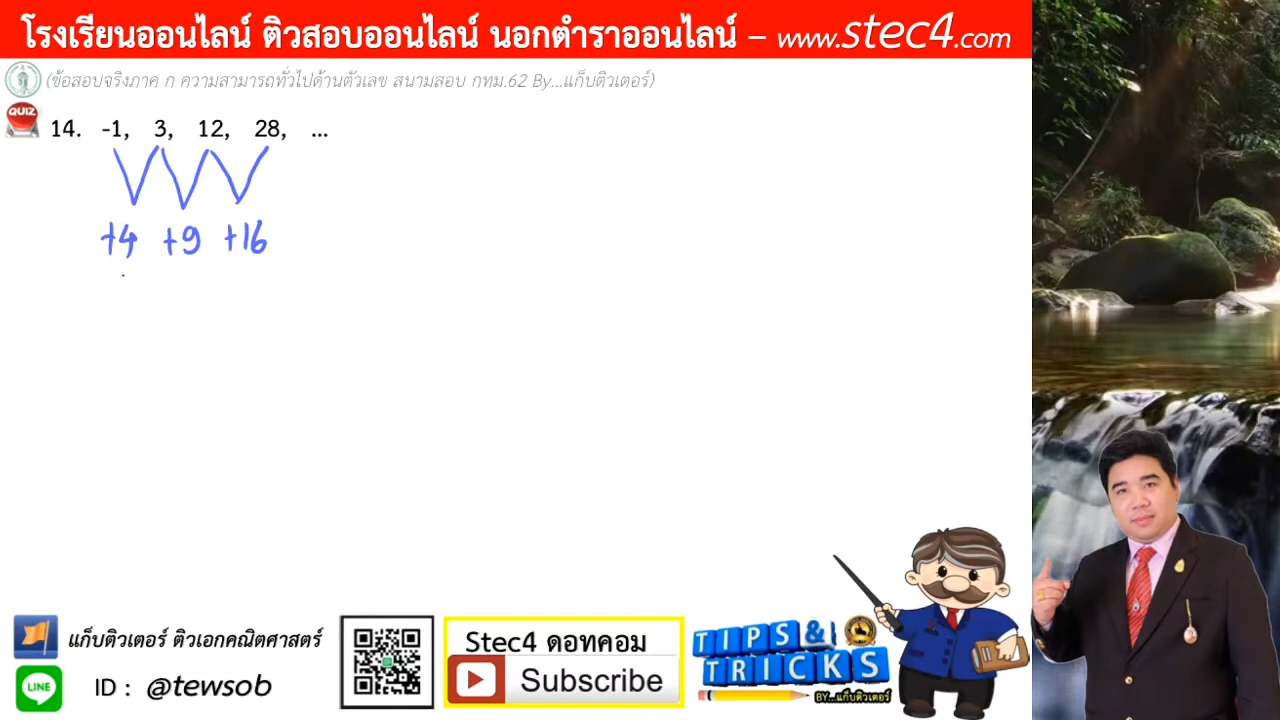 โรงเรียนออนไลน์ ติวสอบออนไลน์ นอกตำราออนไลน์ – www.stec4.com
(ข้อสอบจริงภาค ก ความสามารถทั่วไปด้านตัวเลข สนามสอบ กทม.62 By...แก็บติวเตอร์)
QUIZ
14. -1, 3, 12, 28, ...
+4 +9 +16
แก็บติวเตอร์ ติวเอกคณิตศาสตร์
LINE
ID : @tewsob
Stec4 ดอทคอม
Subscribe
TIPS &
TRICKS
BY...แก็บติวเตอร์